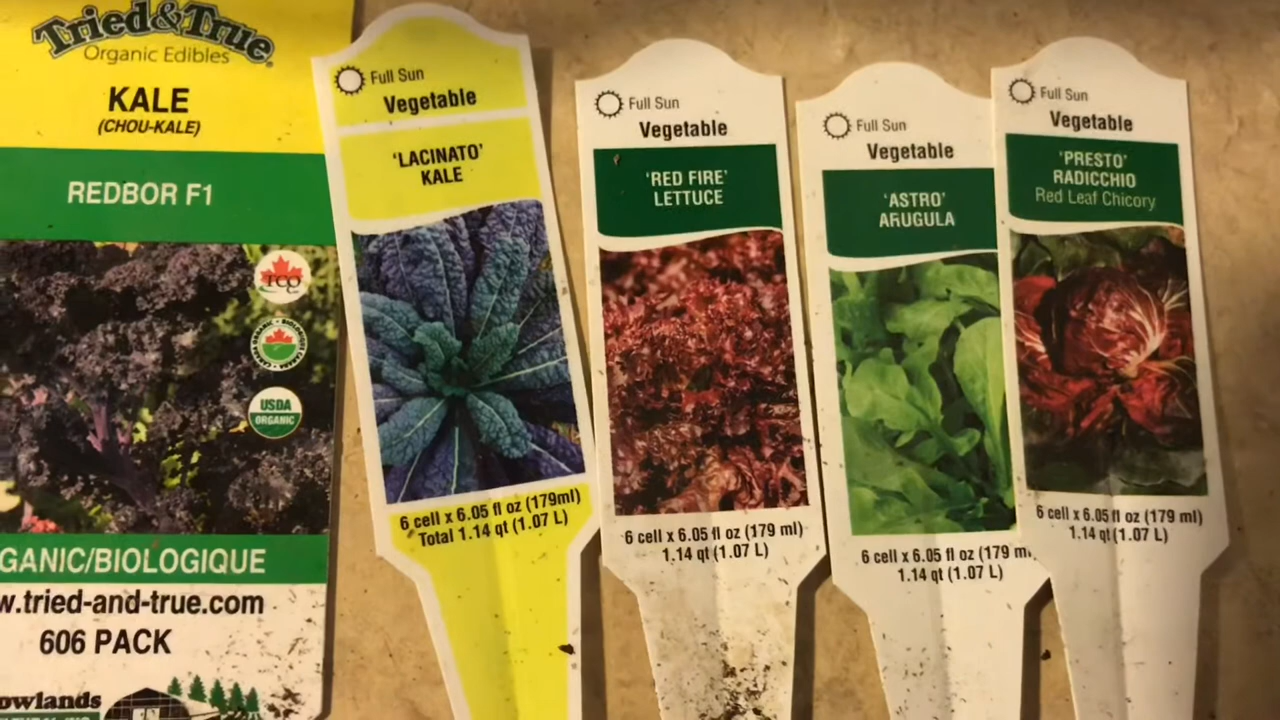 Tried&True
Organic Edibles
KALE
(CHOU-KALE)
REDBOR F1
TCO
USDA
ORGANIC
GANIC/BIOLOGIQUE
w.tried-and-true.com
606 PACK
owlands
Full Sun
Vegetable
'LACINATO'
KALE
6 cell x 6.05 fl oz (179ml)
Total 1.14 qt (1.07 L)
Full Sun
Vegetable
'RED FIRE'
LETTUCE
6 cell x 6.05 fl oz (179 ml)
1.14 qt (1.07 L)
Full Sun
Vegetable
'ASTRO'
ARUGULA
6 cell x 6.05 fl oz (179 m
1.14 qt (1.07 L)
Full Sun
Vegetable
'PRESTO'
RADICCHIO
Red Leaf Chicory
6 cell x 6.05 fl oz (179 ml)
1.14 qt (1.07 L)